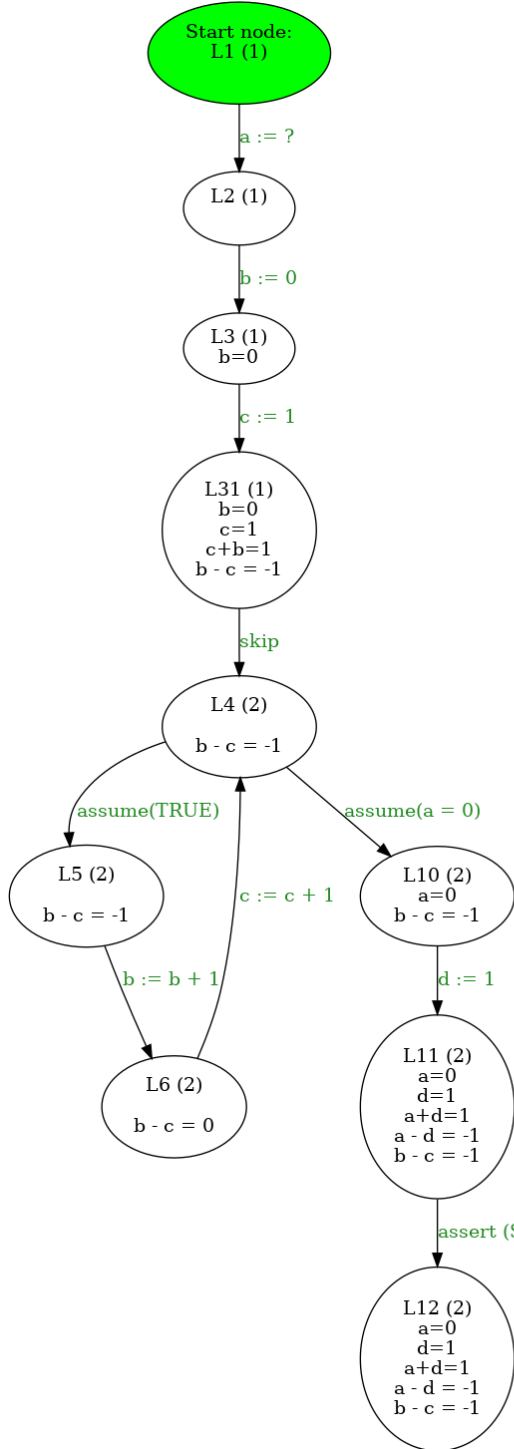 Start node:
L1 (1)
a := ?
L2 (1)
b := 0
L3 (1)
b=0
c := 1
L31 (1)
b=0
c=1
c+b=1
b - c = -1
skip
L4 (2)
b - c = -1
assume(TRUE)
assume(a = 0)
L5 (2)
b - c = -1
c := c + 1
L10 (2)
a=0
b - c = -1
b := b + 1
d := 1
L6 (2)
b - c = 0
L11 (2)
a=0
d=1
a+d=1
a - d = -1
b - c = -1
assert (
L12 (2)
a=0
d=1
a+d=1
a - d = -1
b - c = -1